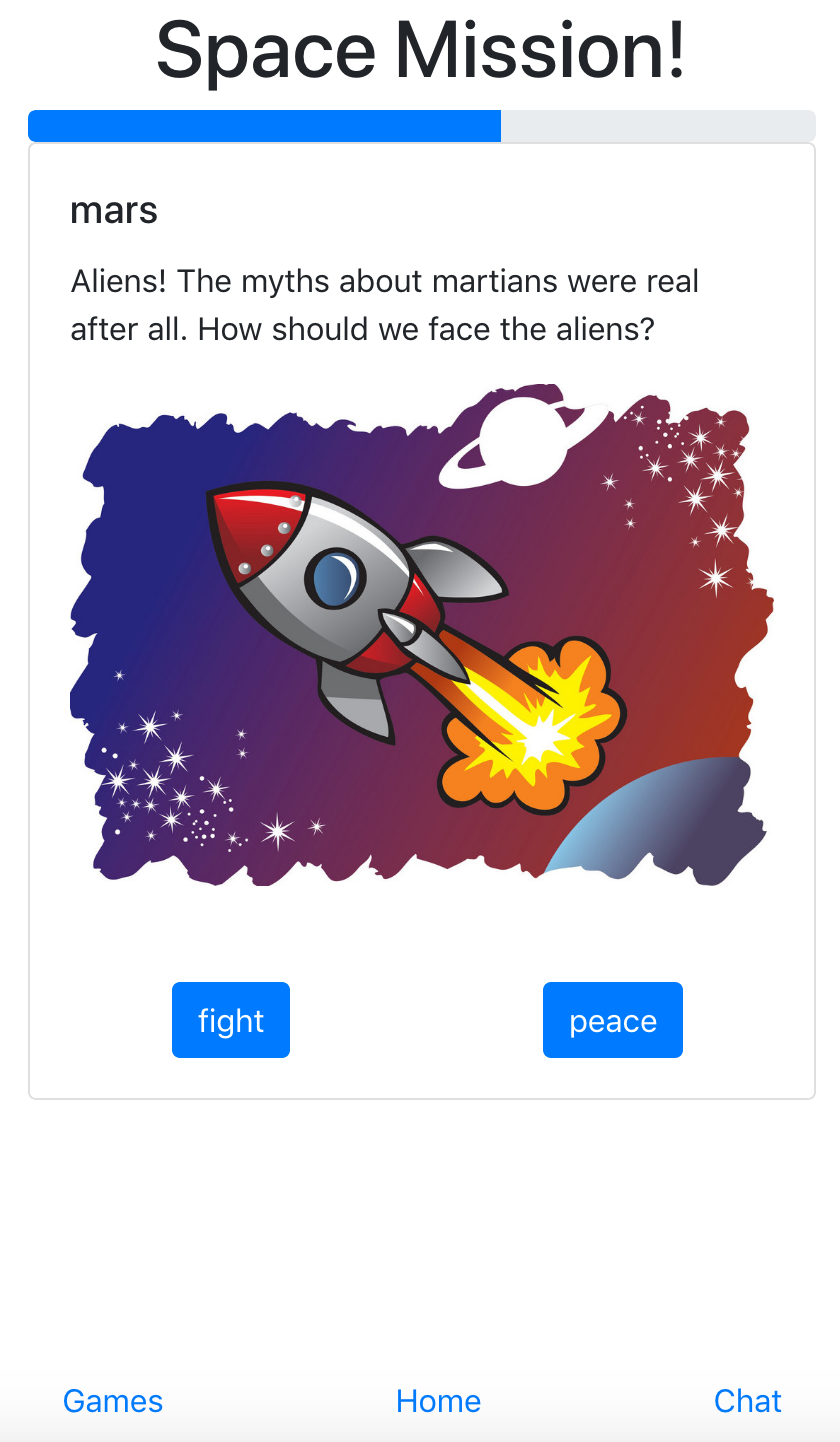 Space Mission!
mars
Aliens! The myths about martians were real
after all. How should we face the aliens?
fight
peace
Games
Home
Chat